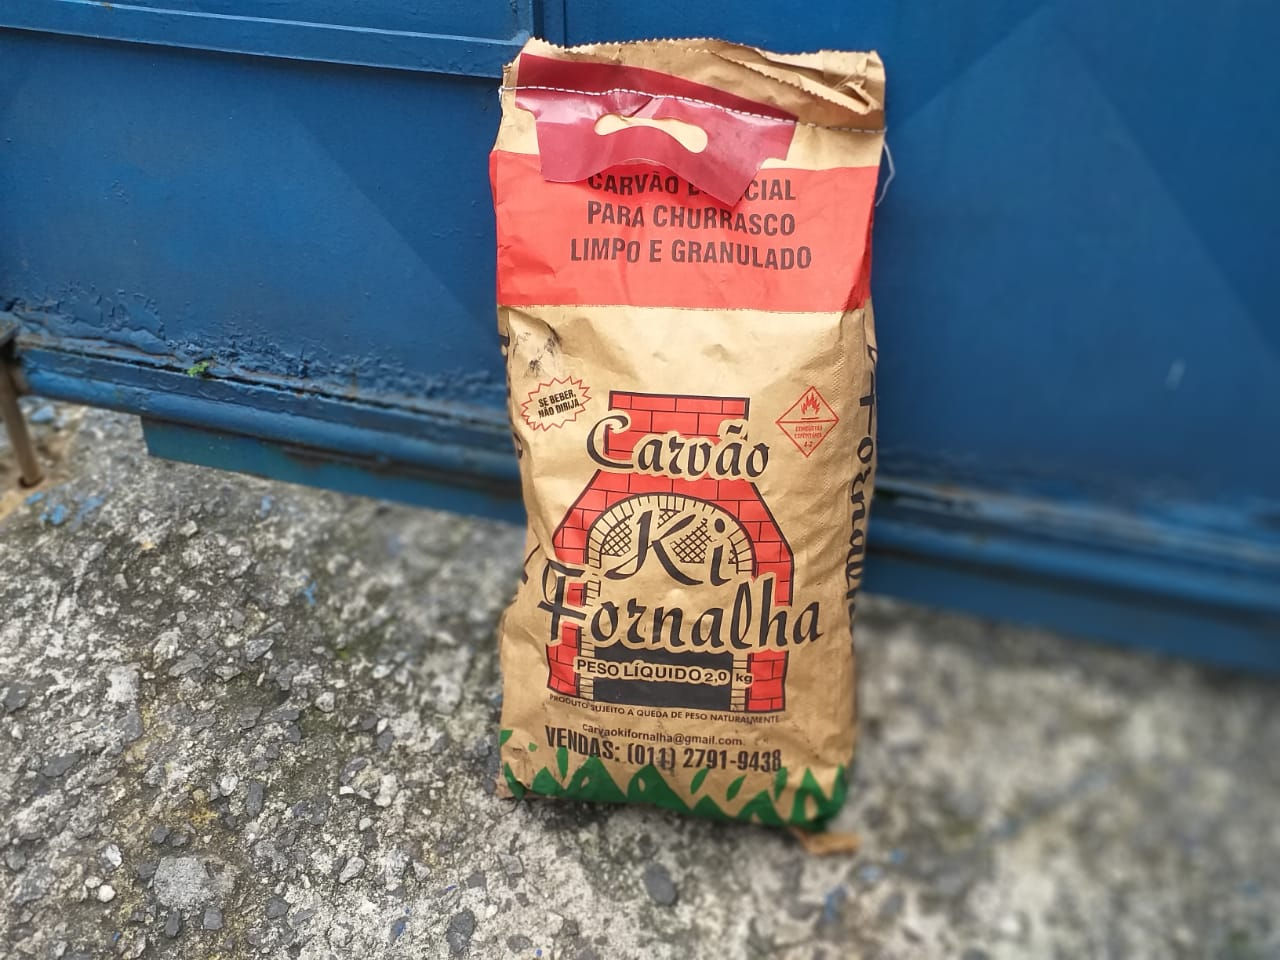 CARVÃO
PARA CHURRASCO
LIMPO E GRANULADO
SE BEBER,
NÃO DIRIJA
Carvão
Ki
Fornalha
PESO LÍQUIDO 2,0 kg
PRODUTO SUJEITO A QUEDA DE PESO NATURALMENTE
carvaokifornalha@gmail.com
VENDAS: (011) 2791-9438